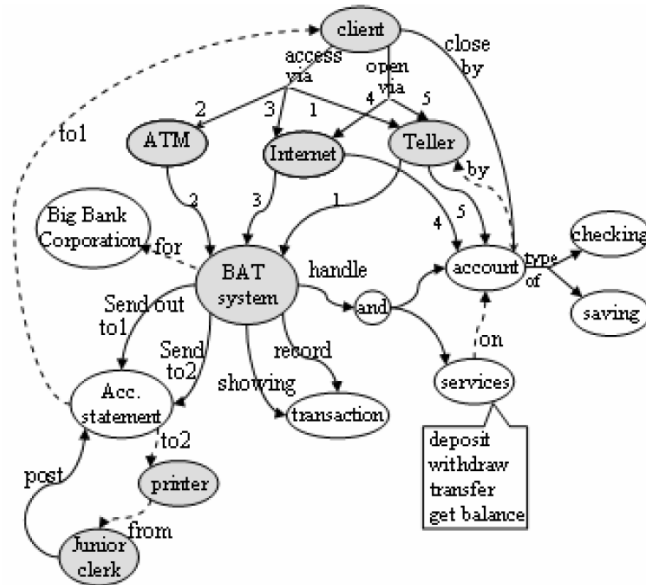 client
access
via
open
via
close
by
to1
2
3
1
4
5
ATM
Internet
Teller
by
2
3
1
4
5
Big Bank
Corporation
for
BAT
system
handle
and
account
type
of
checking
saving
Send out
to1
Send
to2
showing
record
on
Acc.
statement
transaction
services
to2
post
printer
from
Junior
clerk
deposit
withdraw
transfer
get balance